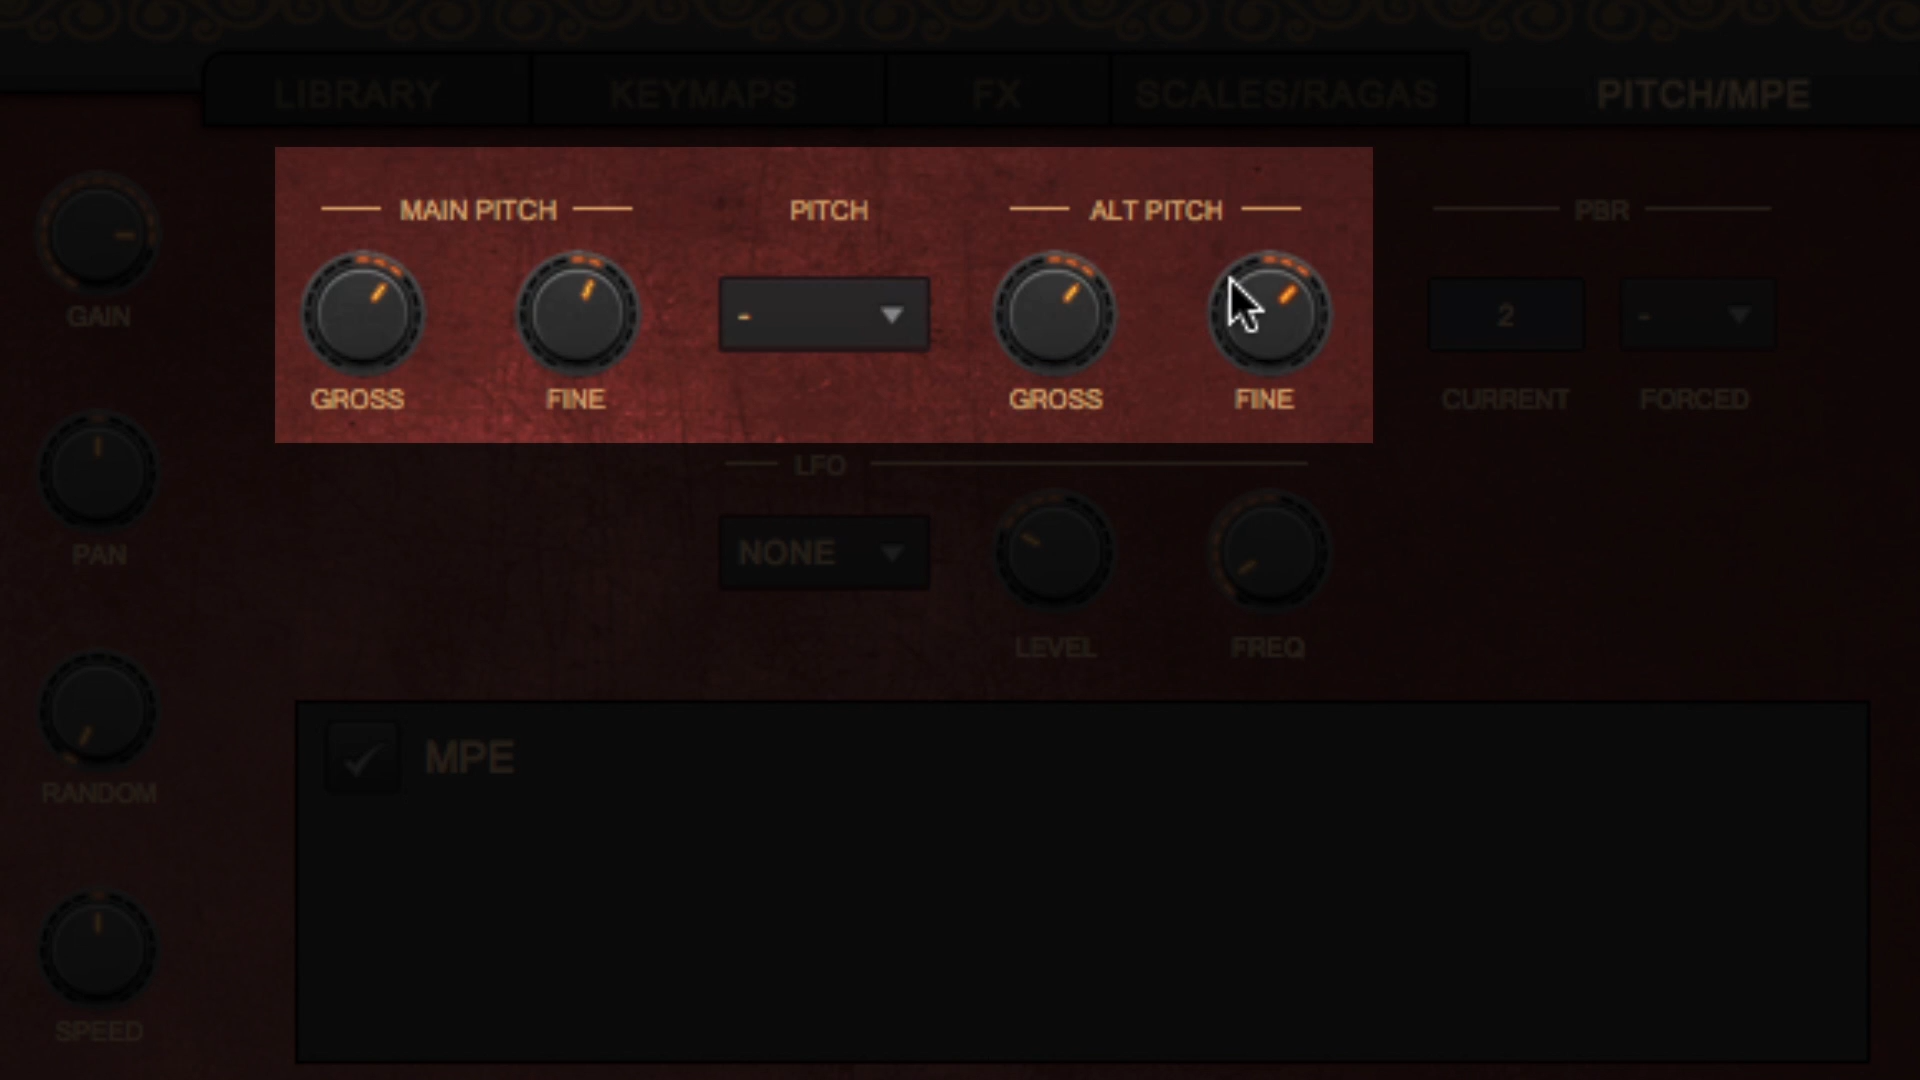 LIBRARY KEYMAPS FX SCALES/RAGAS PITCH/MPE
MAIN PITCH PITCH ALT PITCH PBR
- 2 -
GAIN
GROSS FINE GROSS FINE CURRENT FORCED
LFO
NONE
PAN
LEVEL FREQ
MPE
RANDOM
SPEED